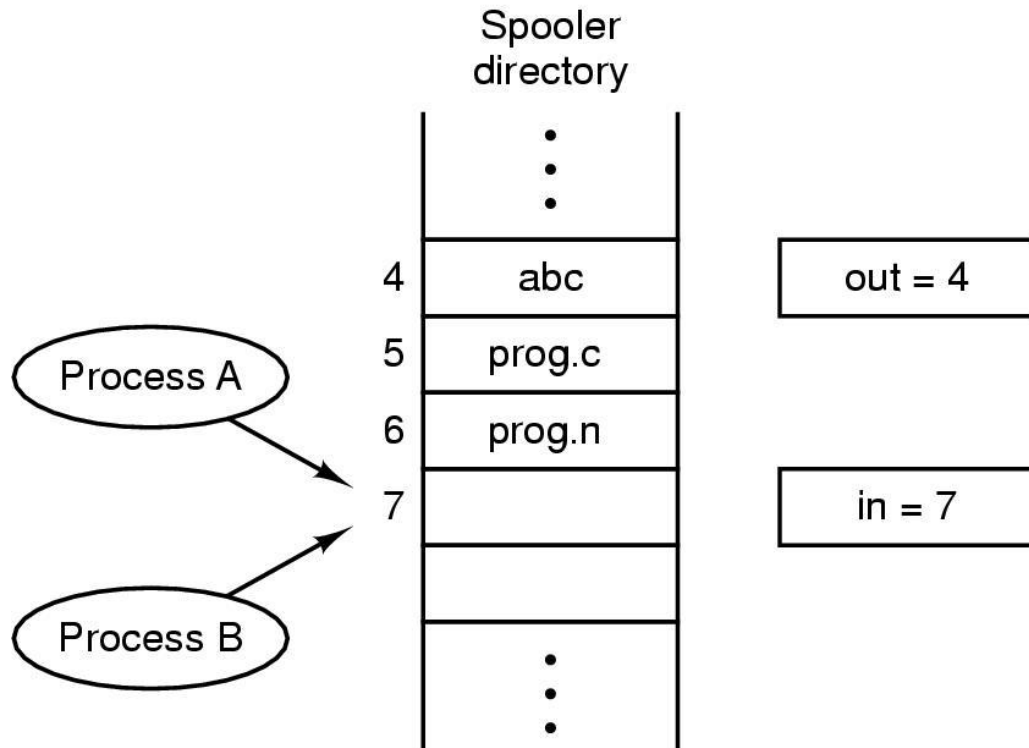 Spooler
directory
4
abc
out = 4
Process A
5
prog.c
6
prog.n
7
in = 7
Process B